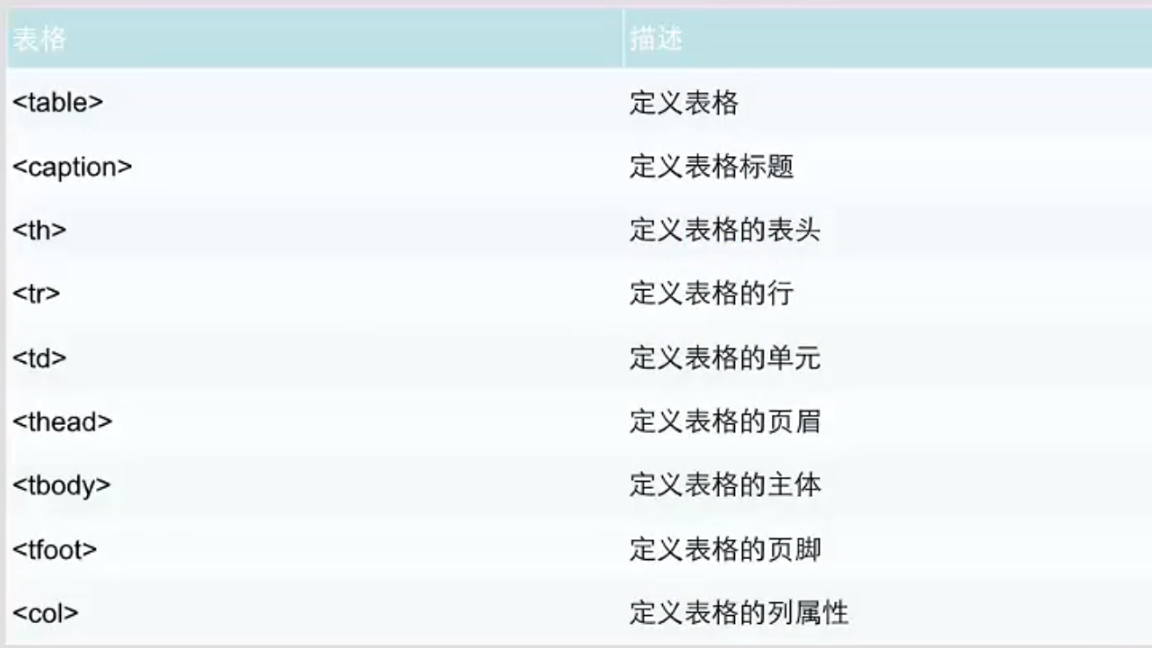 表格 描述
<table> 定义表格
<caption> 定义表格标题
<th> 定义表格的表头
<tr> 定义表格的行
<td> 定义表格的单元
<thead> 定义表格的页眉
<tbody> 定义表格的主体
<tfoot> 定义表格的页脚
<col> 定义表格的列属性